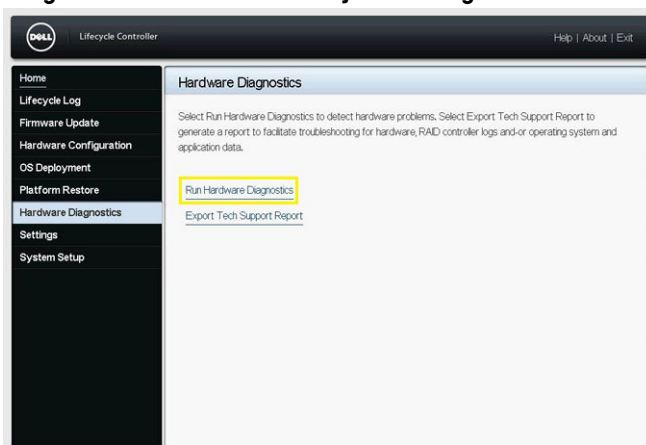 DELL
Lifecycle Controller
Help | About | Exit
Home
Lifecycle Log
Firmware Update
Hardware Configuration
OS Deployment
Platform Restore
Hardware Diagnostics
Settings
System Setup
Hardware Diagnostics
Select Run Hardware Diagnostics to detect hardware problems. Select Export Tech Support Report to
generate a report to facilitate troubleshooting for hardware, RAID controller logs and-or operating system and
application data.
Run Hardware Diagnostics
Export Tech Support Report